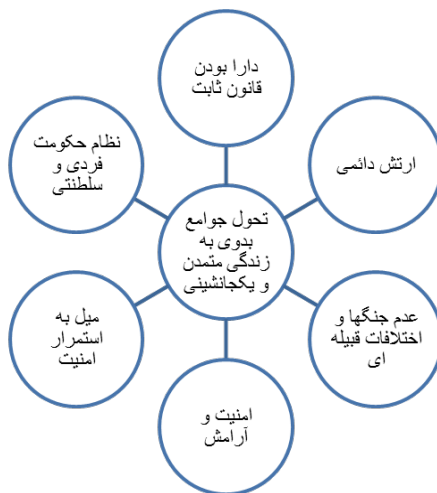 دارا بودن
قانون ثابت
ارتش دائمی
عدم جنگها و
اختلافات قبیله
ای
امنیت و
آرامش
میل به
استمرار
امنیت
نظام حکومت
فردی و
سلطنتی
تحول جوامع
بدوی به
زندگی متمدن
و یکجانشینی